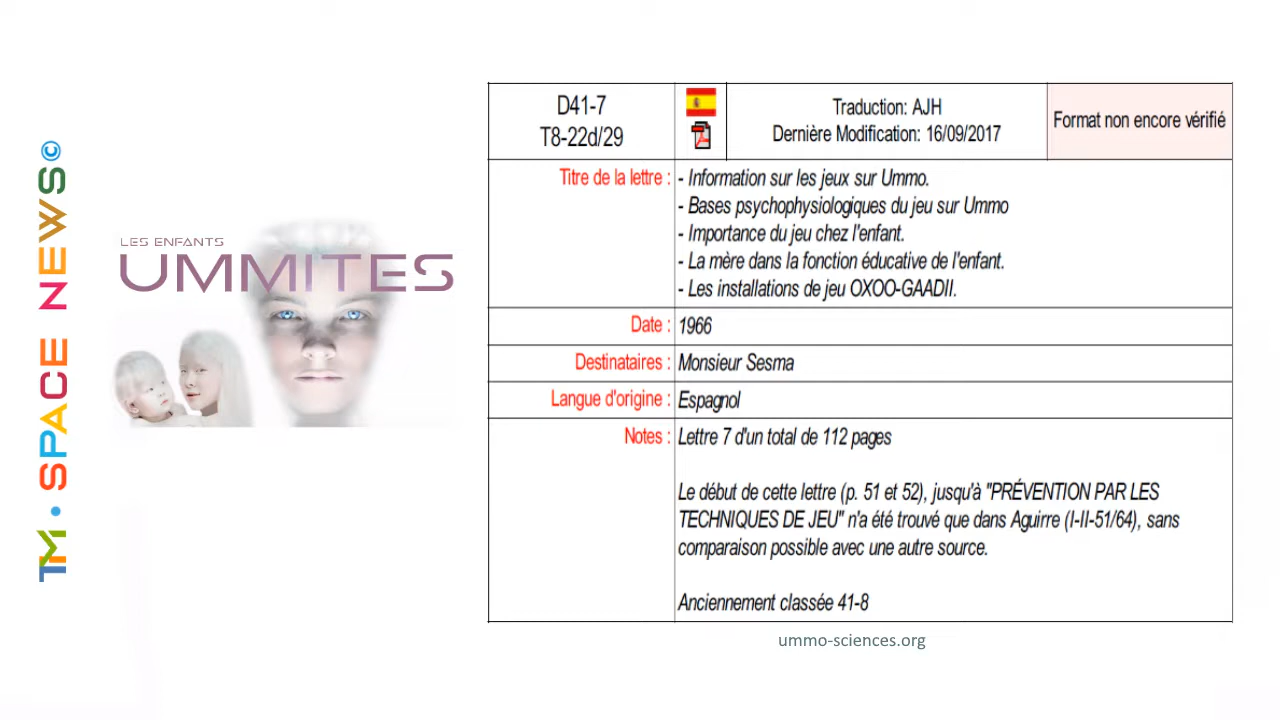 TM · SPACE NEWS©
LES ENFANTS
UMMITES
D41-7
T8-22d/29
Traduction: AJH
Dernière Modification: 16/09/2017
Format non encore vérifié
Titre de la lettre :
- Information sur les jeux sur Ummo.
- Bases psychophysiologiques du jeu sur Ummo
- Importance du jeu chez l'enfant.
- La mère dans la fonction éducative de l'enfant.
- Les installations de jeu OXOO-GAADII.
Date : 1966
Destinataires : Monsieur Sesma
Langue d'origine : Espagnol
Notes : Lettre 7 d'un total de 112 pages
Le début de cette lettre (p. 51 et 52), jusqu'à "PRÉVENTION PAR LES
TECHNIQUES DE JEU" n'a été trouvé que dans Aguirre (I-II-51/64), sans
comparaison possible avec une autre source.
Anciennement classée 41-8
ummo-sciences.org